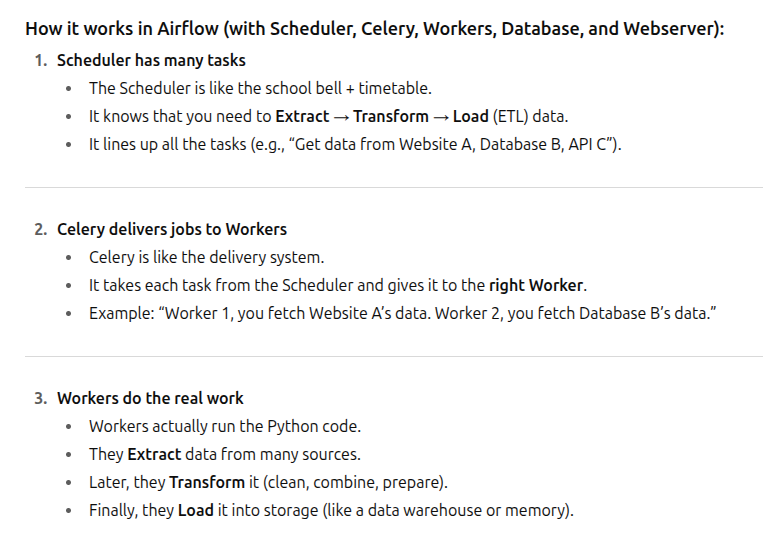 How it works in Airflow (with Scheduler, Celery, Workers, Database, and Webserver):
1. Scheduler has many tasks
• The Scheduler is like the school bell + timetable.
• It knows that you need to Extract → Transform → Load (ETL) data.
• It lines up all the tasks (e.g., “Get data from Website A, Database B, API C”).
2. Celery delivers jobs to Workers
• Celery is like the delivery system.
• It takes each task from the Scheduler and gives it to the right Worker.
• Example: “Worker 1, you fetch Website A’s data. Worker 2, you fetch Database B’s data.”
3. Workers do the real work
• Workers actually run the Python code.
• They Extract data from many sources.
• Later, they Transform it (clean, combine, prepare).
• Finally, they Load it into storage (like a data warehouse or memory).